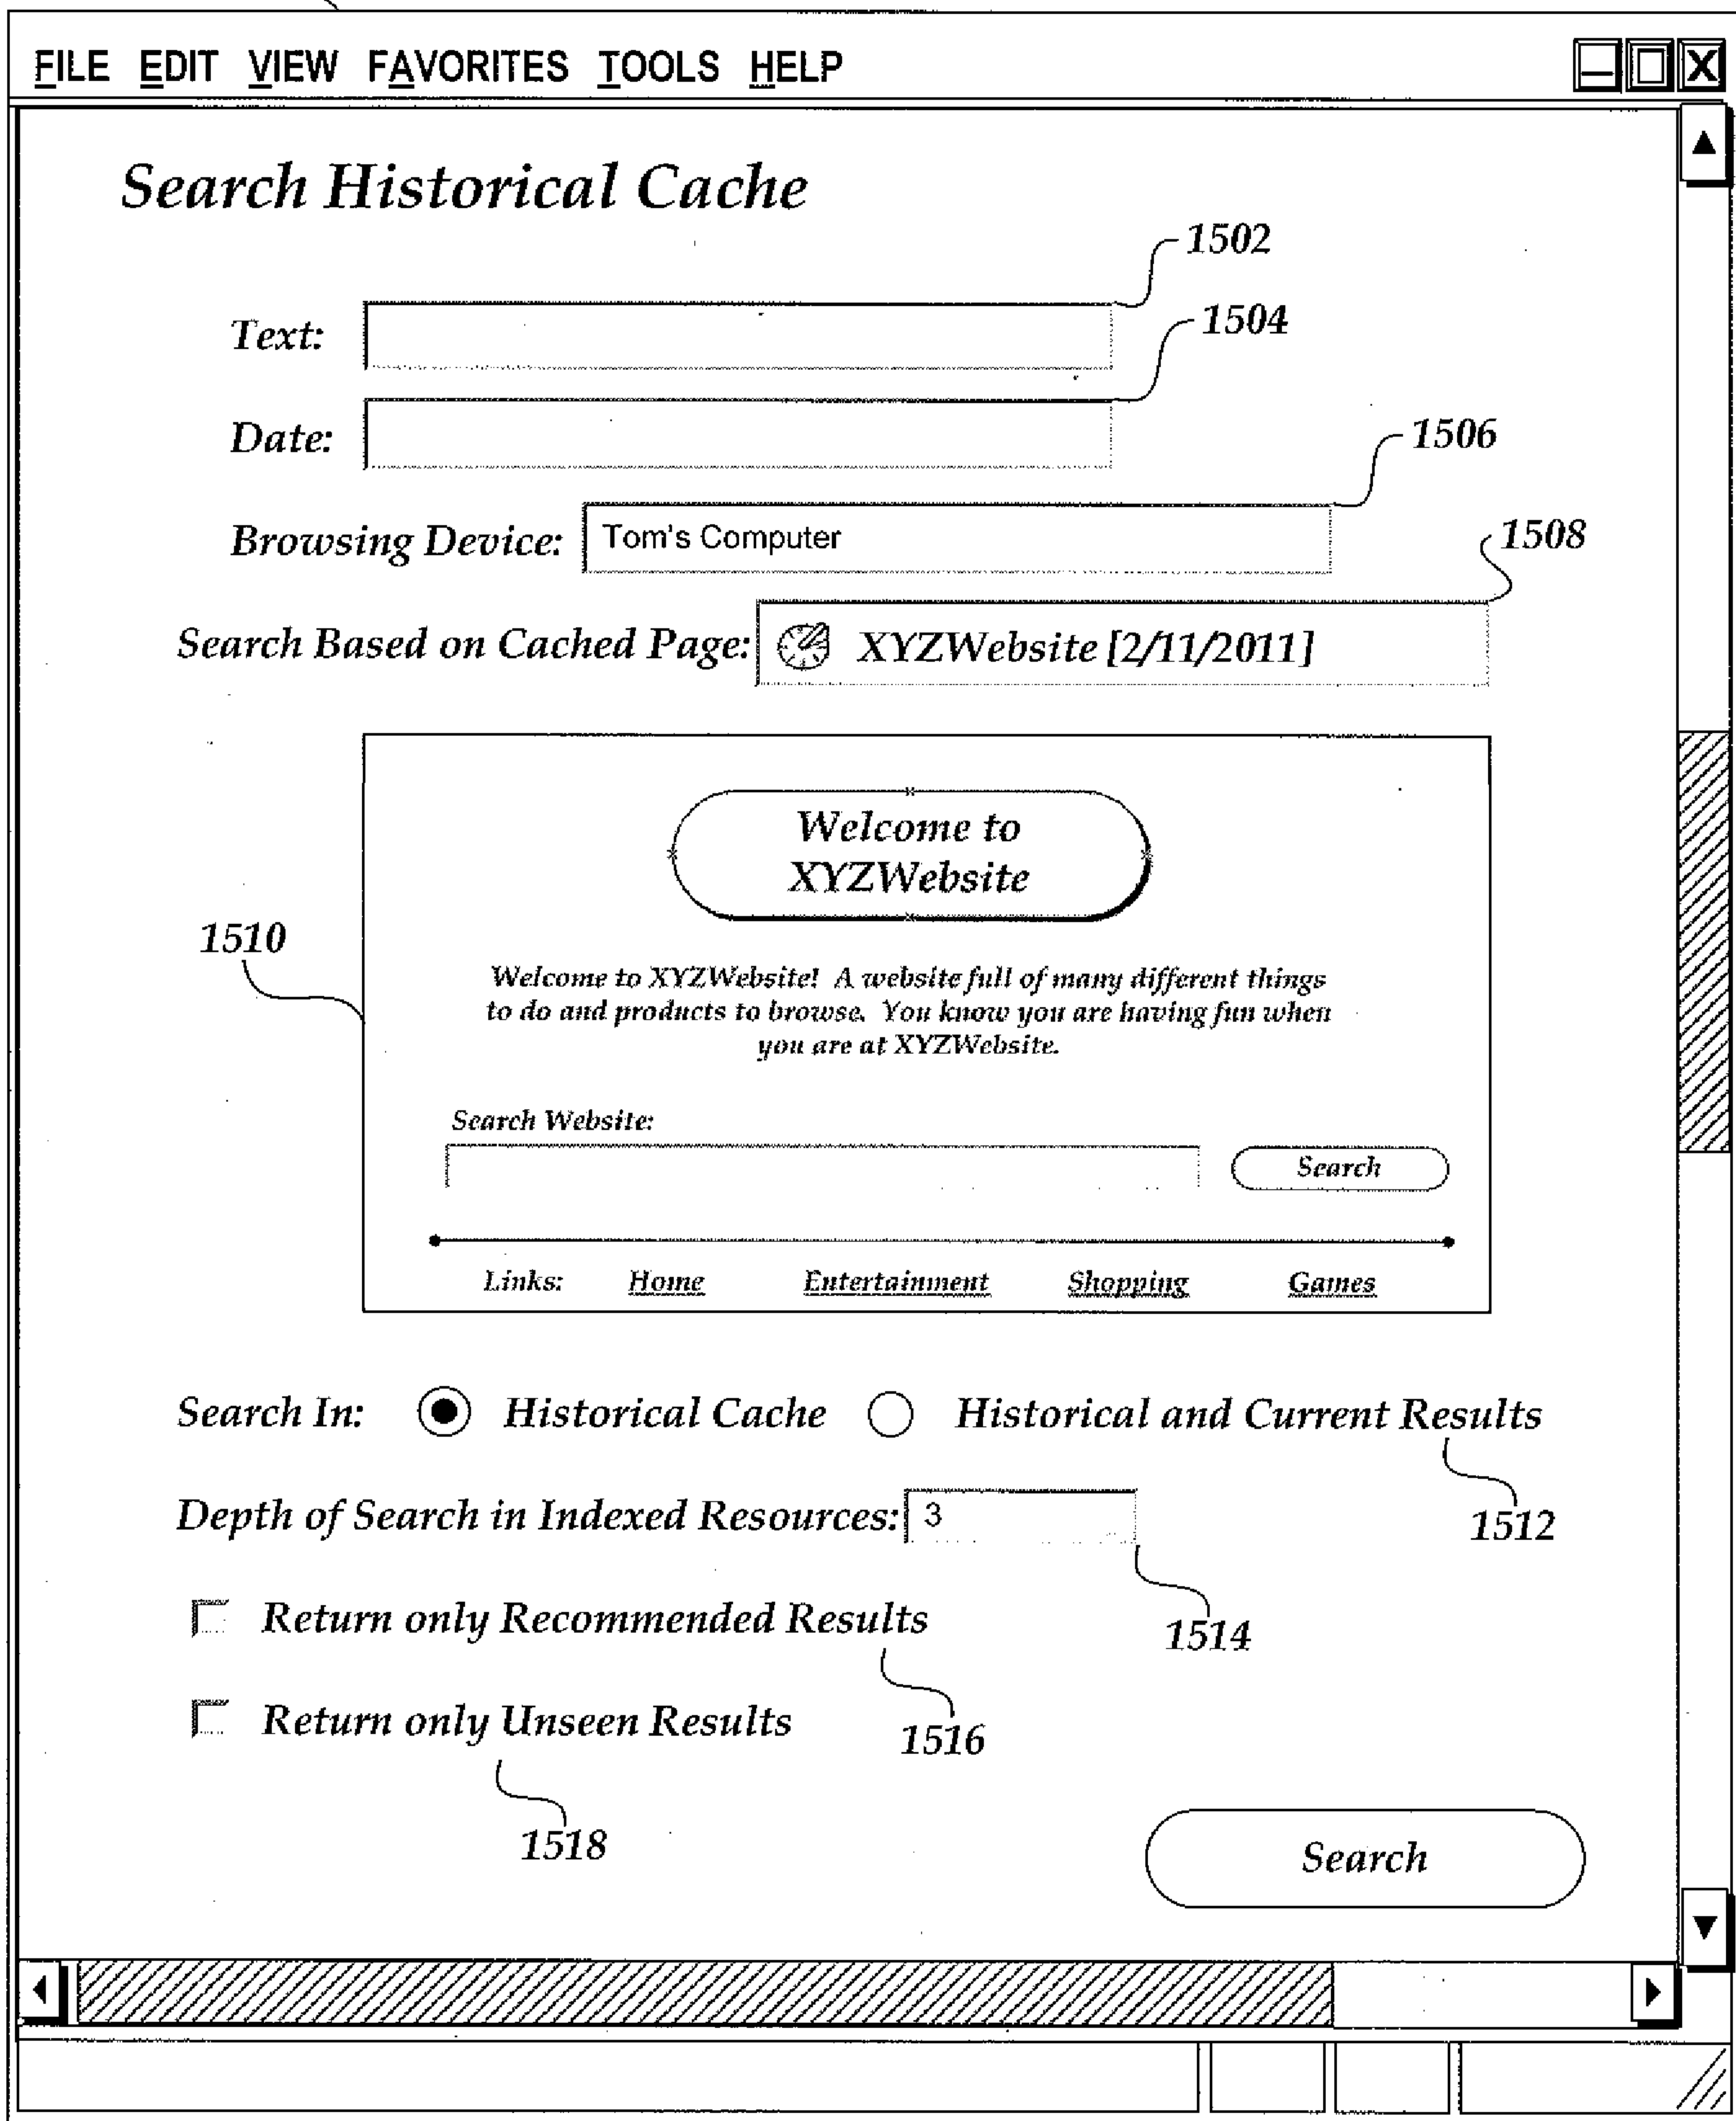 FILE EDIT VIEW FAVORITES TOOLS HELP
Search Historical Cache
1502
Text:
1504
Date:
1506
Browsing Device: Tom's Computer
1508
Search Based on Cached Page: XYZWebsite [2/11/2011]
Welcome to
XYZWebsite
1510
Welcome to XYZWebsite! A website full of many different things
to do and products to browse. You know you are having fun when
you are at XYZWebsite.
Search Website:
Search
Links: Home Entertainment Shopping Games
Search In: Historical Cache Historical and Current Results
1512
Depth of Search in Indexed Resources: 3
1514
Return only Recommended Results
1516
Return only Unseen Results
1518
Search